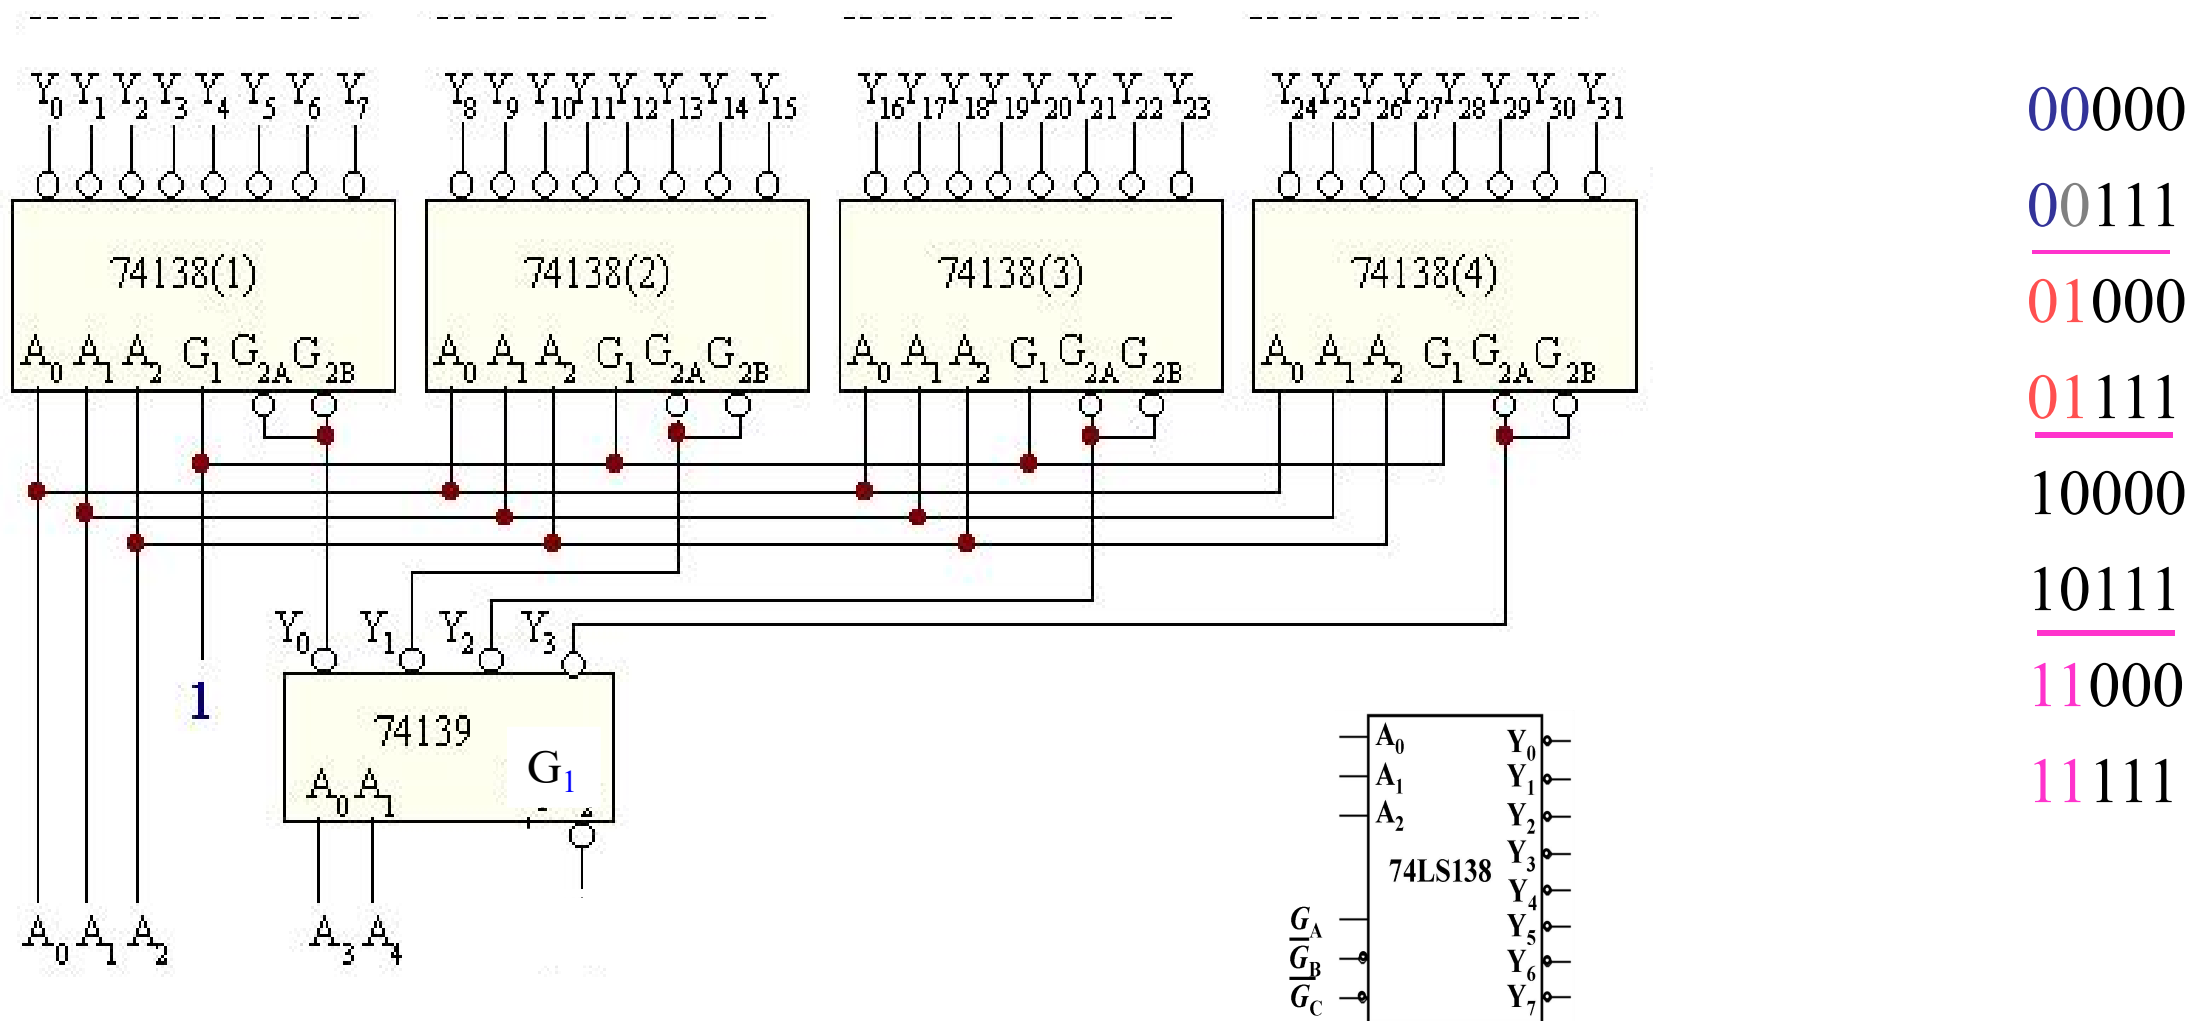 Y0 Y1 Y2 Y3 Y4 Y5 Y6 Y7 Y8 Y9 Y10 Y11 Y12 Y13 Y14 Y15 Y16 Y17 Y18 Y19 Y20 Y21 Y22 Y23 Y24 Y25 Y26 Y27 Y28 Y29 Y30 Y31
74138(1) 74138(2) 74138(3) 74138(4)
A0 A1 A2 G1 G2A G2B A0 A1 A2 G1 G2A G2B A0 A1 A2 G1 G2A G2B A0 A1 A2 G1 G2A G2B
Y0 Y1 Y2 Y3
1
74139
G1
A0 A1
A0 A1 A2 A3 A4
A0 Y0
A1 Y1
A2 Y2
Y3
74LS138
Y4
GA Y5
G̅B Y6
G̅C Y7
00000
00111
01000
01111
10000
10111
11000
11111